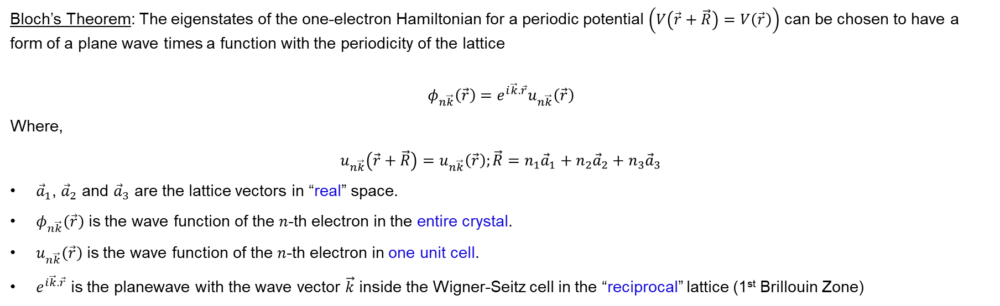 Bloch's Theorem: The eigenstates of the one-electron Hamiltonian for a periodic potential (V(r⃗ + R⃗) = V(r⃗)) can be chosen to have a
form of a plane wave times a function with the periodicity of the lattice
ϕ_{nk⃗}(r⃗) = e^{ik⃗.r⃗}u_{nk⃗}(r⃗)
Where,
u_{nk⃗}(r⃗ + R⃗) = u_{nk⃗}(r⃗); R⃗ = n₁a⃗₁ + n₂a⃗₂ + n₃a⃗₃
• a⃗₁, a⃗₂ and a⃗₃ are the lattice vectors in “real” space.
• ϕ_{nk⃗}(r⃗) is the wave function of the n-th electron in the entire crystal.
• u_{nk⃗}(r⃗) is the wave function of the n-th electron in one unit cell.
• e^{ik⃗.r⃗} is the planewave with the wave vector k⃗ inside the Wigner-Seitz cell in the “reciprocal” lattice (1st Brillouin Zone)